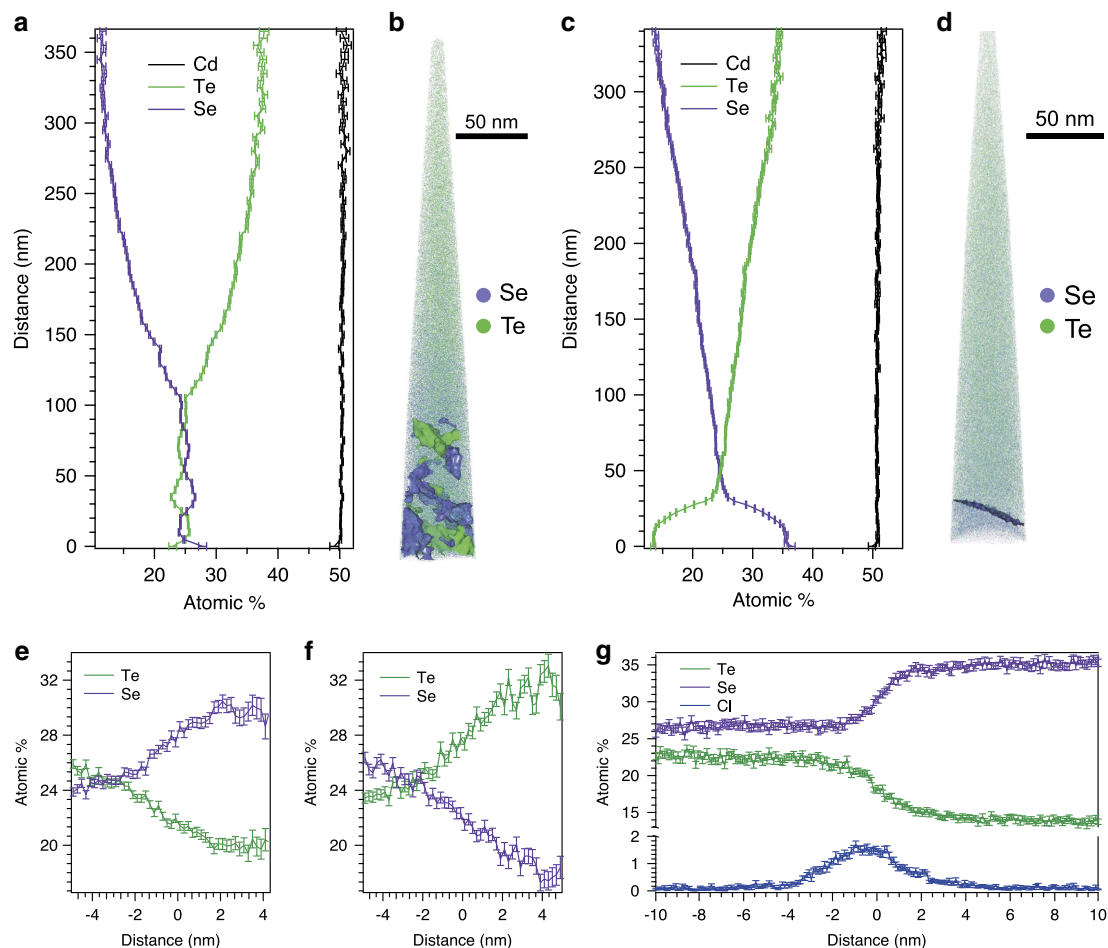 a
b
c
d
350
300
250
200
150
100
50
0
Distance (nm)
Cd
Te
Se
20
30
40
50
Atomic %
50 nm
Se
Te
300
250
200
150
100
50
0
Distance (nm)
Cd
Te
Se
20
30
40
50
Atomic %
50 nm
Se
Te
e
f
g
32
28
24
20
Atomic %
Te
Se
-4 -2 0 2 4
Distance (nm)
32
28
24
20
Atomic %
Te
Se
-4 -2 0 2 4
Distance (nm)
35
30
25
20
15
2
1
0
Atomic %
Te
Se
Cl
-10 -8 -6 -4 -2 0 2 4 6 8 10
Distance (nm)